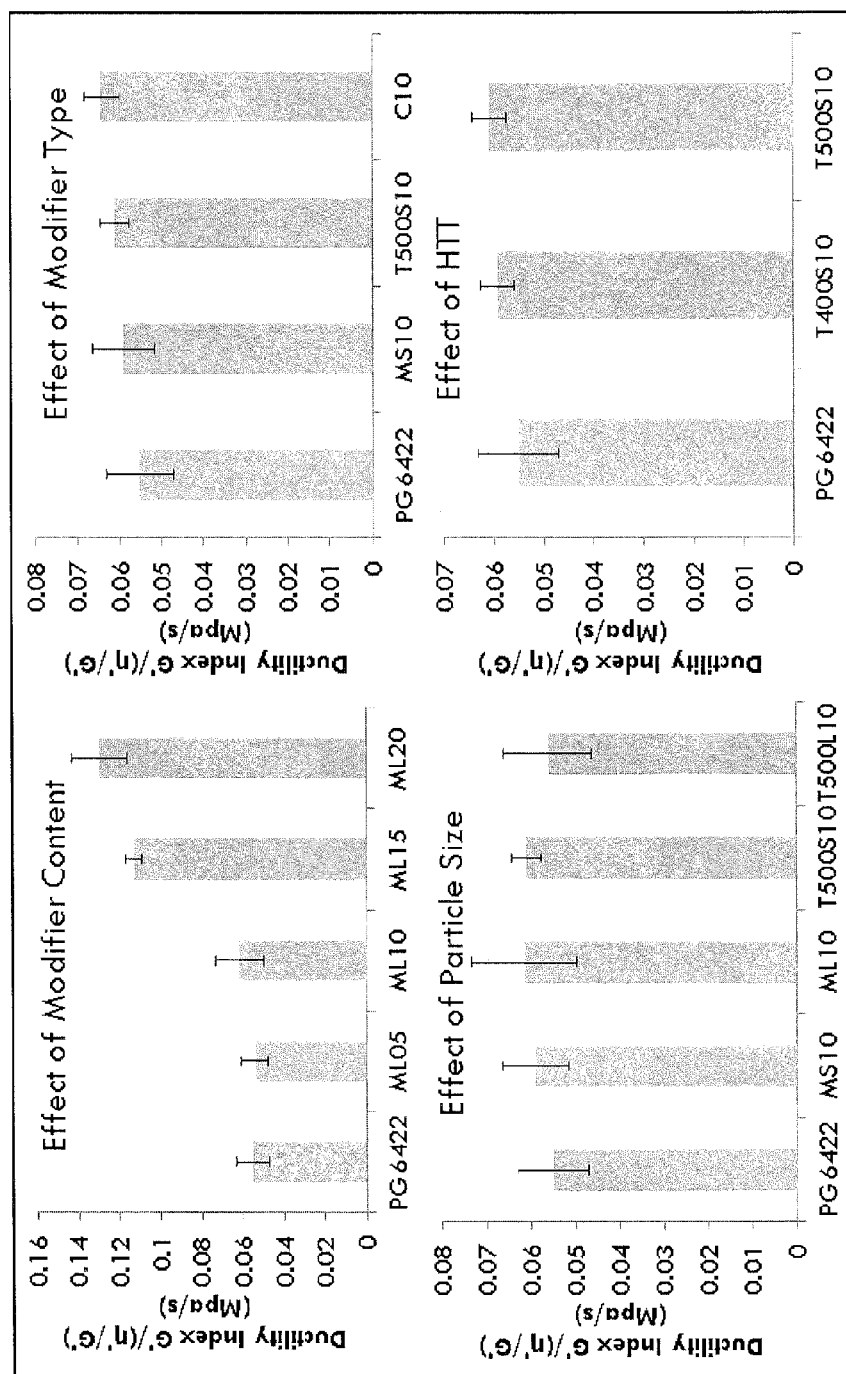 Effect of Modifier Content
Ductility Index G'/(η'/G')
(Mpa/s)
0.16
0.14
0.12
0.1
0.08
0.06
0.04
0.02
0
PG6422 ML05 ML10 ML15 ML20
Effect of Modifier Type
Ductility Index G'/(η'/G')
(Mpa/s)
0.08
0.07
0.06
0.05
0.04
0.03
0.02
0.01
0
PG6422 MS10 T500S10 C10
Effect of Particle Size
Ductility Index G'/(η'/G')
(Mpa/s)
0.08
0.07
0.06
0.05
0.04
0.03
0.02
0.01
0
PG6422 MS10 ML10 T500S10 T500L10
Effect of HTT
Ductility Index G'/(η'/G')
(Mpa/s)
0.07
0.06
0.05
0.04
0.03
0.02
0.01
0
PG6422 T400S10 T500S10